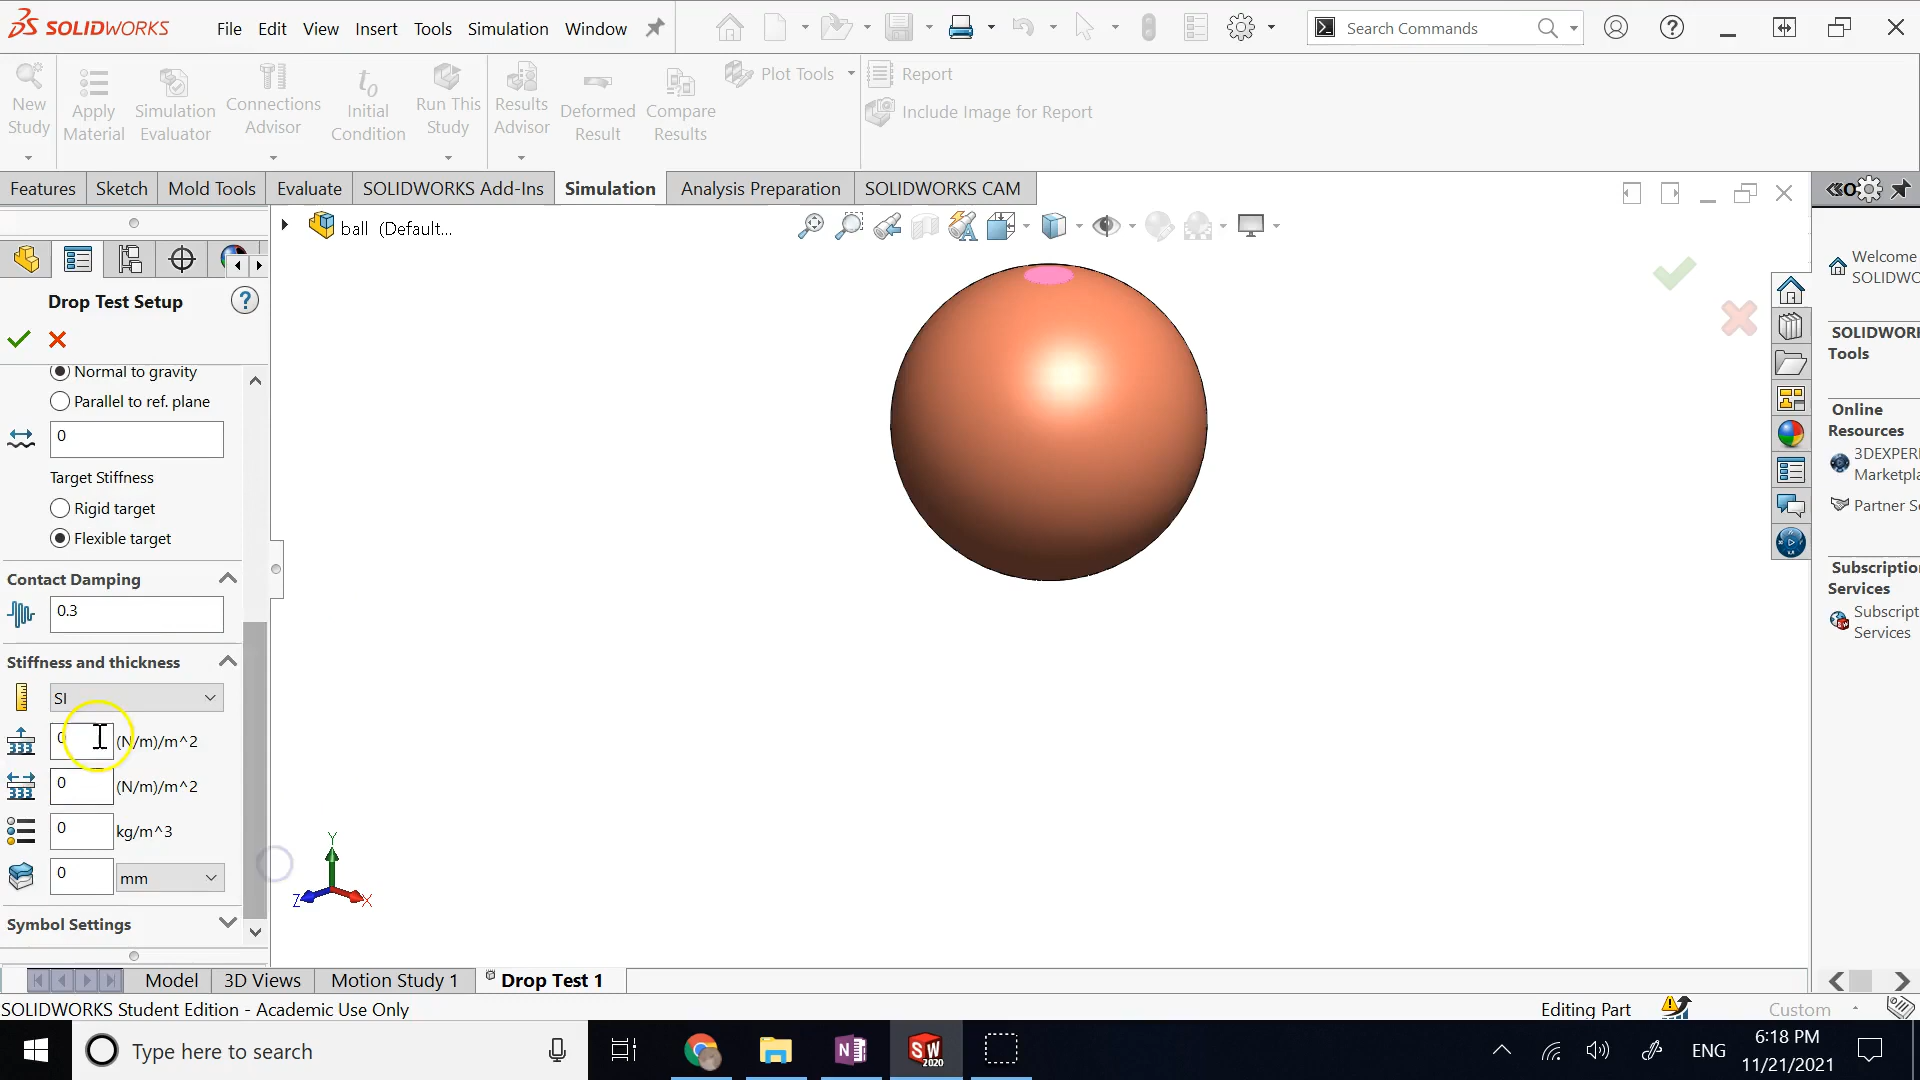 SOLIDWORKS
File Edit View Insert Tools Simulation Window
Search Commands
New Study
Apply Material
Simulation Evaluator
Connections Advisor
t0 Initial Condition
Run This Study
Results Advisor
Deformed Result
Compare Results
Plot Tools
Report
Include Image for Report
Features Sketch Mold Tools Evaluate SOLIDWORKS Add-Ins Simulation Analysis Preparation SOLIDWORKS CAM
ball (Default...
Drop Test Setup
Normal to gravity
Parallel to ref. plane
0
Target Stiffness
Rigid target
Flexible target
Contact Damping
0.3
Stiffness and thickness
SI
0 (N/m)/m^2
0 (N/m)/m^2
0 kg/m^3
0 mm
Symbol Settings
Y
Z X
Welcome
SOLIDWO
SOLIDWOR
Tools
Online
Resources
3DEXPERI
Marketpla
Partner So
Subscriptio
Services
Subscript
Services
Model 3D Views Motion Study 1 Drop Test 1
SOLIDWORKS Student Edition - Academic Use Only
Editing Part
Custom
Type here to search
N
SW
2020
ENG
6:18 PM
11/21/2021